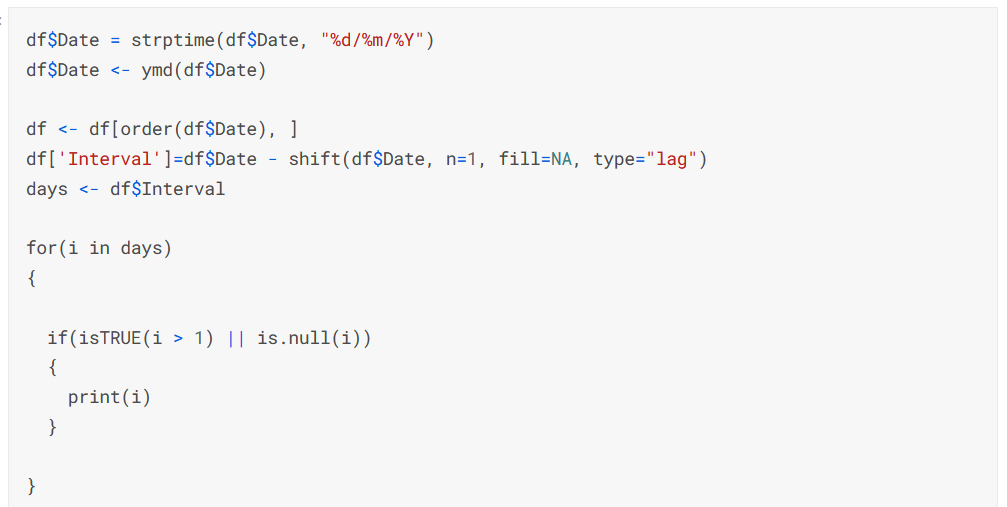 df$Date = strptime(df$Date, "%d/%m/%Y")
df$Date <- ymd(df$Date)
df <- df[order(df$Date), ]
df['Interval']=df$Date - shift(df$Date, n=1, fill=NA, type="lag")
days <- df$Interval
for(i in days)
{
if(isTRUE(i > 1) || is.null(i))
{
print(i)
}
}